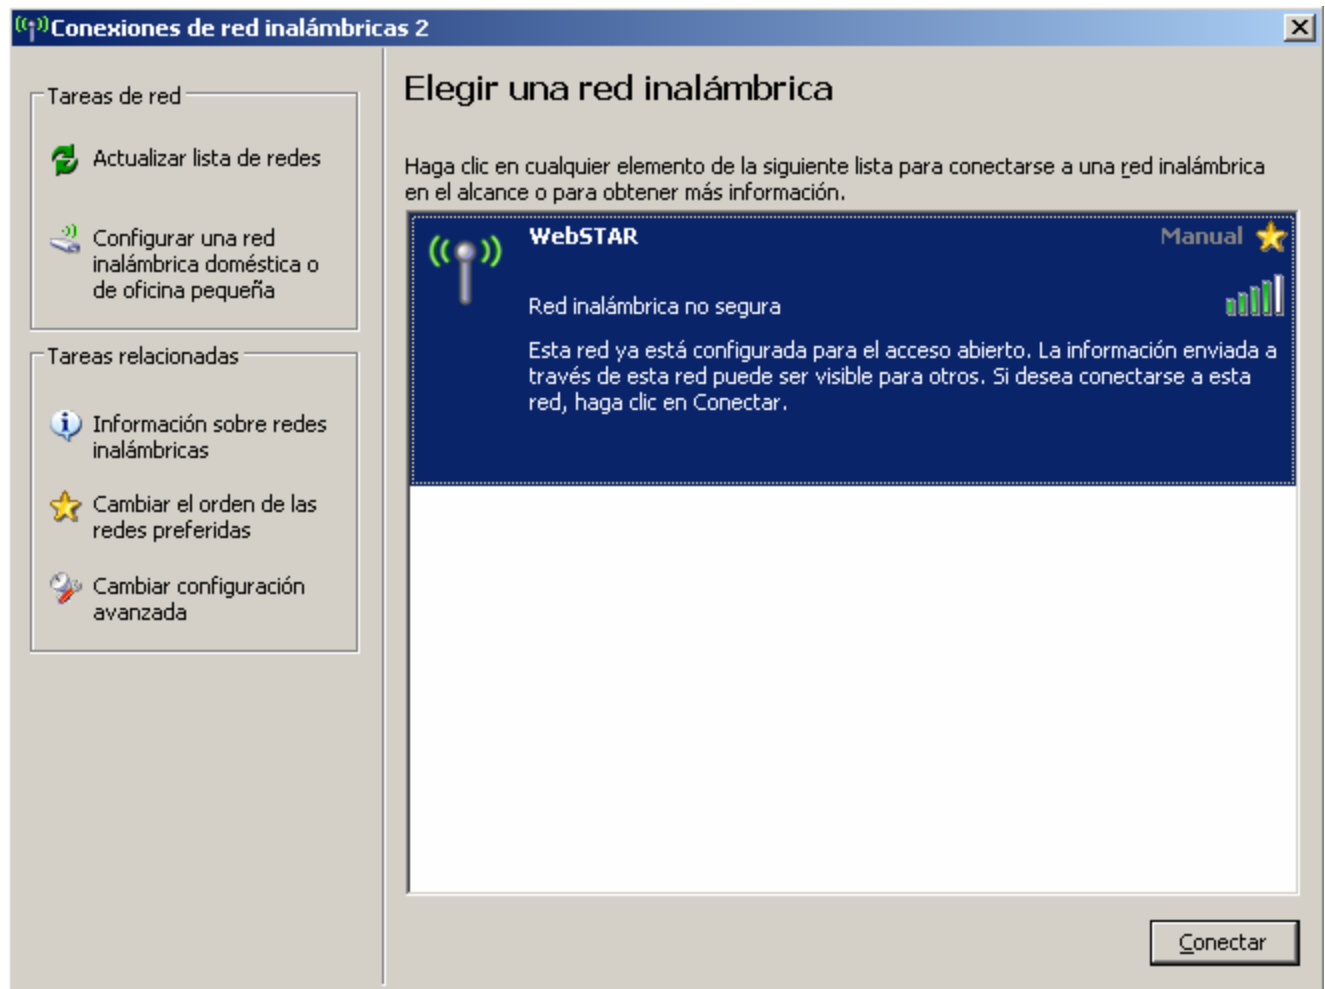 Conexiones de red inalámbricas 2
Tareas de red
Actualizar lista de redes
Configurar una red
inalámbrica doméstica o
de oficina pequeña
Tareas relacionadas
Información sobre redes
inalámbricas
Cambiar el orden de las
redes preferidas
Cambiar configuración
avanzada
Elegir una red inalámbrica
Haga clic en cualquier elemento de la siguiente lista para conectarse a una red inalámbrica
en el alcance o para obtener más información.
WebSTAR
Manual
Red inalámbrica no segura
Esta red ya está configurada para el acceso abierto. La información enviada a
través de esta red puede ser visible para otros. Si desea conectarse a esta
red, haga clic en Conectar.
Conectar